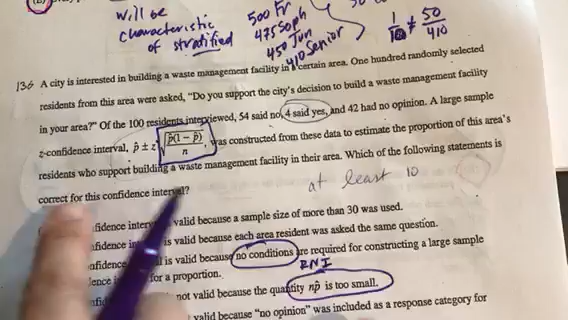 will be
characteristic
of stratified
500 Fr
475 Soph
450 Jun
410 Senior
1/10 ≠ 50/410
136 A city is interested in building a waste management facility in a certain area. One hundred randomly selected
residents from this area were asked, "Do you support the city's decision to build a waste management facility
in your area?" Of the 100 residents interviewed, 54 said no, 4 said yes, and 42 had no opinion. A large sample
z-confidence interval, p̂ ± z √(p̂(1 − p̂)/n), was constructed from these data to estimate the proportion of this area's
residents who support building a waste management facility in their area. Which of the following statements is
correct for this confidence interval?
at least 10
valid because a sample size of more than 30 was used.
is valid because each area resident was asked the same question.
is valid because no conditions are required for constructing a large sample
for a proportion.
not valid because the quantity np̂ is too small.
valid because "no opinion" was included as a response category for